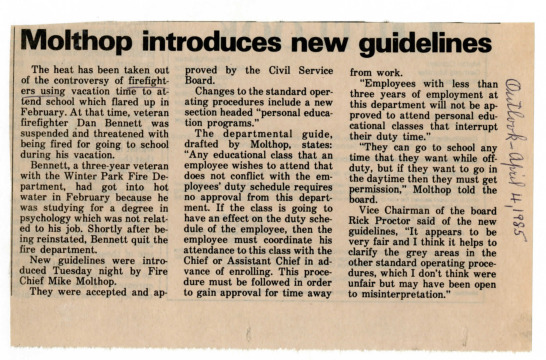 Molthop introduces new guidelines
The heat has been taken out
of the controversy of firefight-
ers using vacation time to at-
tend school which flared up in
February. At that time, veteran
firefighter Dan Bennett was
suspended and threatened with
being fired for going to school
during his vacation.
Bennett, a three-year veteran
with the Winter Park Fire De-
partment, had got into hot
water in February because he
was studying for a degree in
psychology which was not relat-
ed to his job. Shortly after be-
ing reinstated, Bennett quit the
fire department.
New guidelines were intro-
duced Tuesday night by Fire
Chief Mike Molthop.
They were accepted and ap-
proved by the Civil Service
Board.
Changes to the standard oper-
ating procedures include a new
section headed "personal educa-
tion programs."
The departmental guide,
drafted by Molthop, states:
"Any educational class that an
employee wishes to attend that
does not conflict with the em-
ployees' duty schedule requires
no approval from this depart-
ment. If the class is going to
have an effect on the duty sche-
dule of the employee, then the
employee must coordinate his
attendance to this class with the
Chief or Assistant Chief in ad-
vance of enrolling. This proce-
dure must be followed in order
to gain approval for time away
from work.
"Employees with less than
three years of employment at
this department will not be ap-
proved to attend personal edu-
cational classes that interrupt
their duty time."
"They can go to school any
time that they want while off-
duty, but if they want to go in
the daytime then they must get
permission," Molthop told the
board.
Vice Chairman of the board
Rick Proctor said of the new
guidelines, "It appears to be
very fair and I think it helps to
clarify the grey areas in the
other standard operating proce-
dures, which I don't think were
unfair but may have been open
to misinterpretation."
Outlook-April 4, 1985